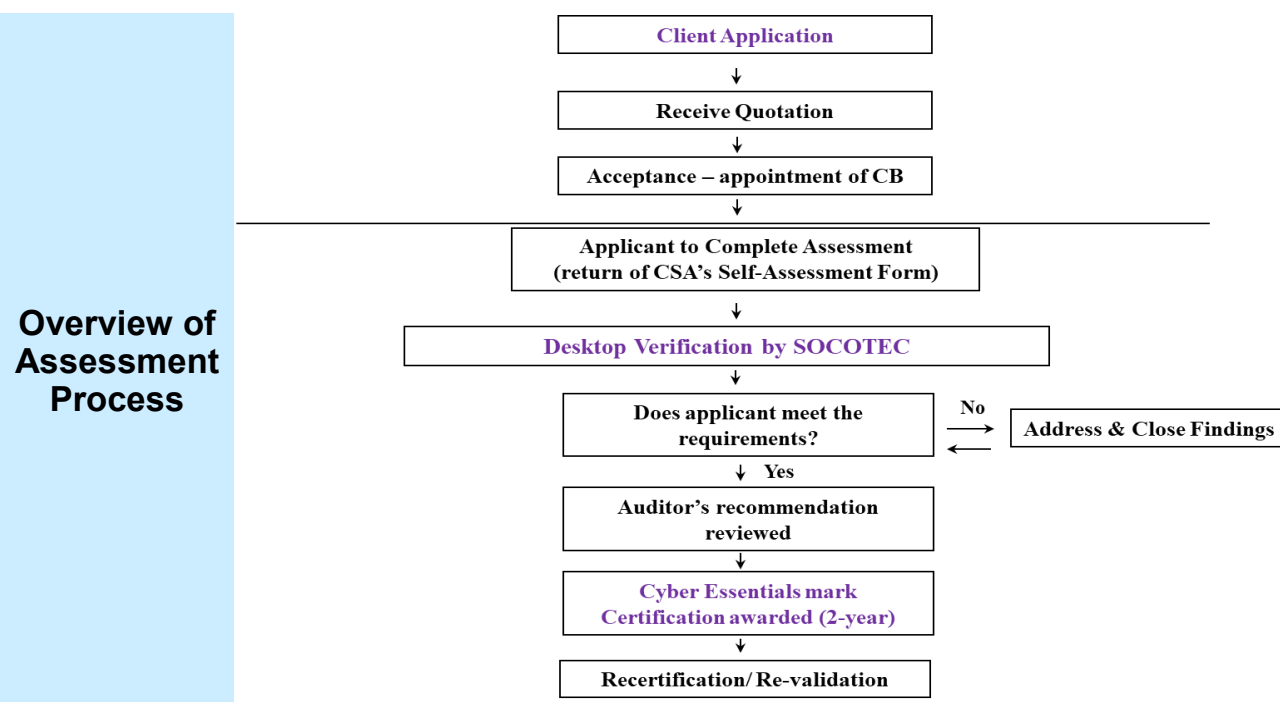 Overview of
Assessment
Process
Client Application
Receive Quotation
Acceptance – appointment of CB
Applicant to Complete Assessment
(return of CSA’s Self-Assessment Form)
Desktop Verification by SOCOTEC
Does applicant meet the
requirements?
No
Address & Close Findings
Yes
Auditor’s recommendation
reviewed
Cyber Essentials mark
Certification awarded (2-year)
Recertification/ Re-validation